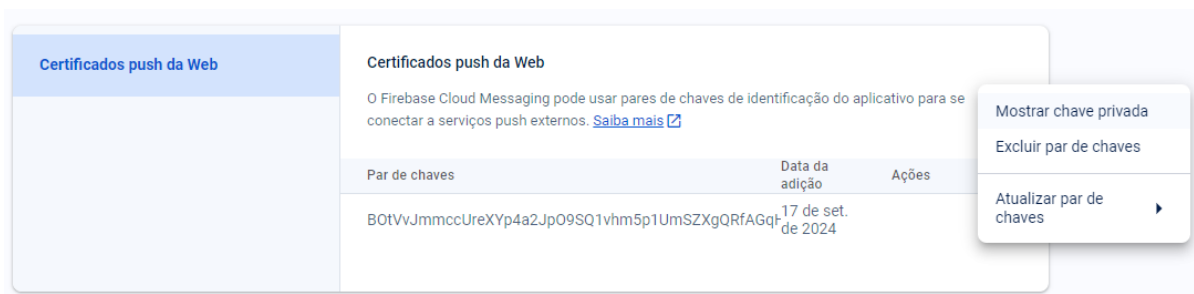 Certificados push da Web
Certificados push da Web
O Firebase Cloud Messaging pode usar pares de chaves de identificação do aplicativo para se
conectar a serviços push externos. Saiba mais
Mostrar chave privada
Excluir par de chaves
Atualizar par de
chaves
Par de chaves
Data da
adição
Ações
BOtVvJmmccUreXYp4a2JpO9SQ1vhm5p1UmSZXgQRfAGqH
17 de set.
de 2024